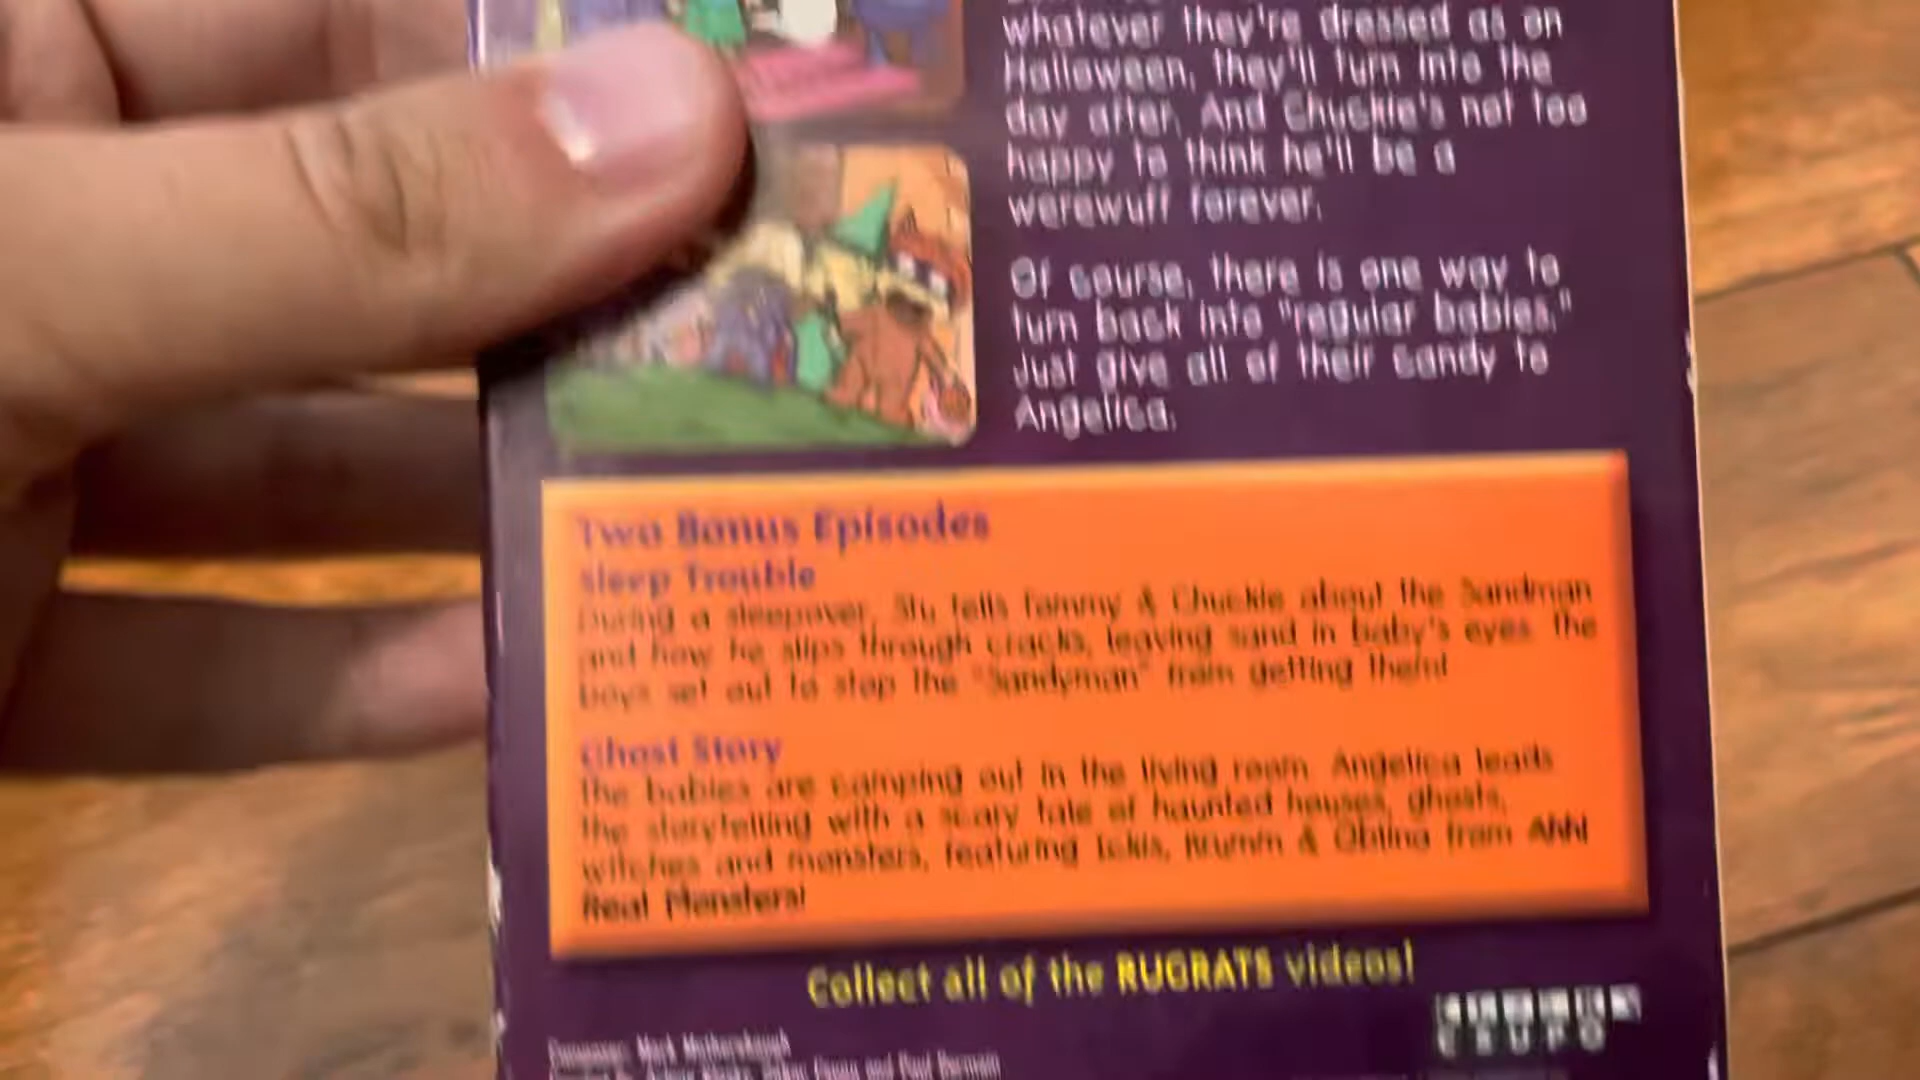 whatever they're dressed as on
Halloween, they'll turn into the
day after. And Chuckie's not too
happy to think he'll be a
werewuff forever.
Of course, there is one way to
turn back into "regular babies."
Just give all of their candy to
Angelica.
Two Bonus Episodes
Sleep Trouble
During a sleepover, Stu tells Tommy & Chuckie about the Sandman
and how he slips through cracks, leaving sand in baby's eyes. The
boys set out to stop the "Sandyman" from getting them!
Ghost Story
The babies are camping out in the living room. Angelica leads
the storytelling with a scary tale of haunted houses, ghosts,
witches and monsters, featuring Ickis, Krumm & Oblina from Ahh!
Real Monsters!
Collect all of the RUGRATS videos!
KLASKY
CSUPO
Mark Mothersbaugh